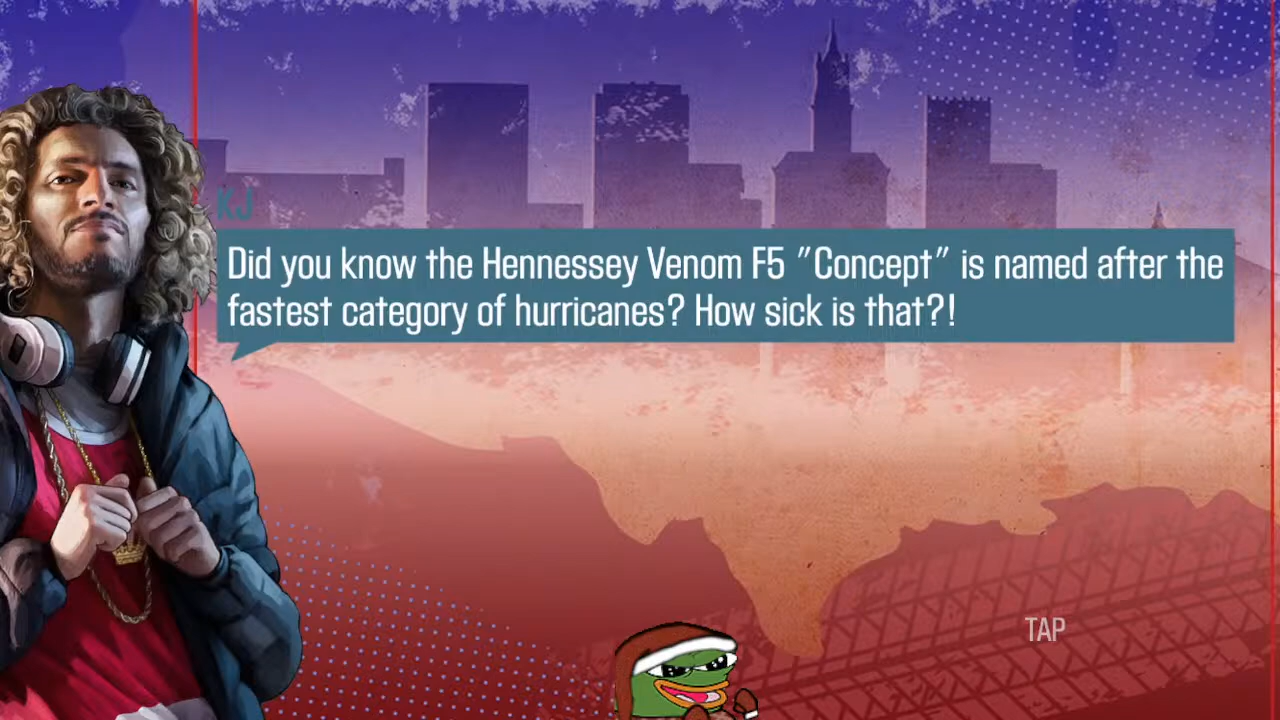 KJ
Did you know the Hennessey Venom F5 "Concept" is named after the
fastest category of hurricanes? How sick is that?!
TAP